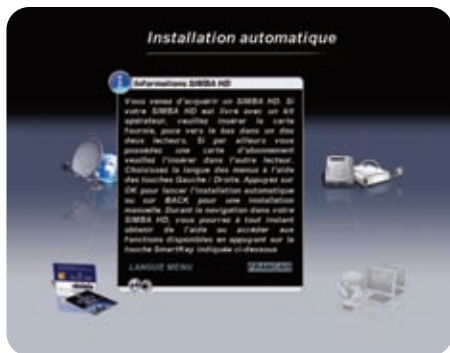 Installation automatique
Informations SIMBA HD
Vous venez d'acquérir un SIMBA HD. Si
votre SIMBA HD est livré avec un kit
opérateur, veuillez insérer la carte
fournie, puce vers le bas dans un des
deux lecteurs. Si par ailleurs vous
possédez une carte d'abonnement
veuillez l'insérer dans l'autre lecteur.
Choisissez la langue des menus à l'aide
des touches Gauche / Droite. Appuyez sur
OK pour lancer l'installation automatique
ou sur BACK pour une installation
manuelle. Durant la navigation dans votre
SIMBA HD, vous pourrez à tout instant
obtenir de l'aide ou accéder aux
fonctions disponibles en appuyant sur la
touche SmartKey indiquée ci-dessous
LANGUE MENU FRANCAIS